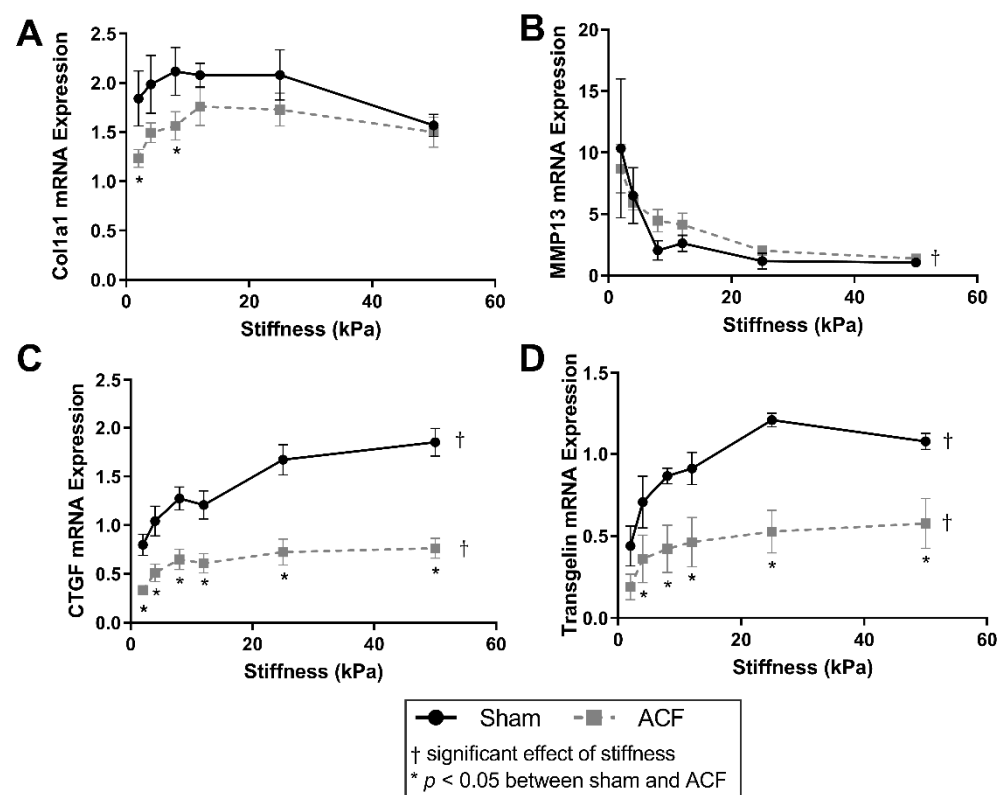 A
Col1a1 mRNA Expression
2.5
2.0
1.5
1.0
0.5
0.0
* *
0 20 40 60
Stiffness (kPa)
B
MMP13 mRNA Expression
20
15
10
5
0
†
0 20 40 60
Stiffness (kPa)
C
CTGF mRNA Expression
2.5
2.0
1.5
1.0
0.5
0.0
†
†
* * * * * *
0 20 40 60
Stiffness (kPa)
D
Transgelin mRNA Expression
1.5
1.0
0.5
0.0
†
†
* * * * *
0 20 40 60
Stiffness (kPa)
Sham ACF
† significant effect of stiffness
* p < 0.05 between sham and ACF